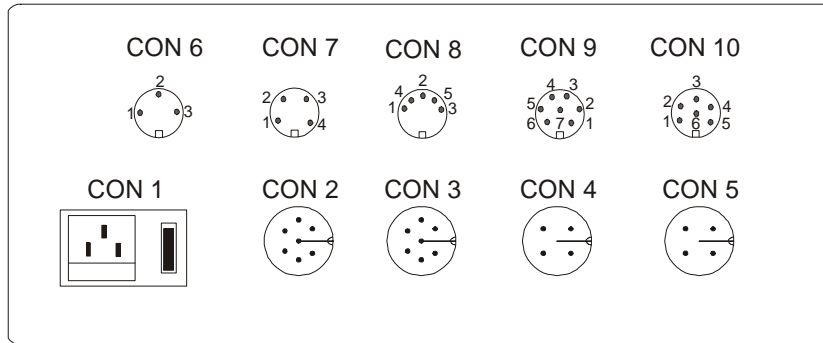 CON 6 CON 7 CON 8 CON 9 CON 10
2 2 4 3 3
2 3 4 5 5 2 2 4
1 3 1 4 1 3 6 7 1 1 6 5
CON 1 CON 2 CON 3 CON 4 CON 5